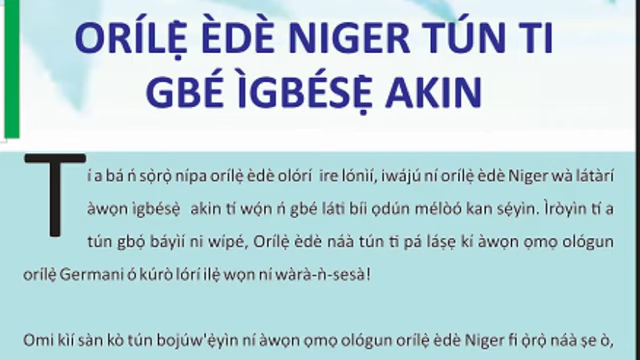 ORÍLẸ̀ ÈDÈ NIGER TÚN TI
GBÉ ÌGBÉSẸ̀ AKIN
Tí a bá ń sọ̀rọ̀ nípa orílẹ̀ èdè olórí ire lónìí, iwájú ní orílẹ̀ èdè Niger wà látàrí
àwọn ìgbésẹ̀ akin tí wọ́n ń gbé láti bíi ọdún mélòó kan sẹ́yìn. Ìròyìn tí a
tún gbọ́ báyìí ni wípé, Orílẹ̀ èdè náà tún ti pá láṣẹ kí àwọn ọmọ ológun
orílẹ̀ Germani ó kúrò lórí ilẹ̀ wọn ní wàrà-ǹ-sesà!
Omi kìí sàn kò tún bojúw'ẹ̀yìn ní àwọn ọmọ ológun orílẹ̀ èdè Niger fi ọ̀rọ̀ náà ṣe ò,